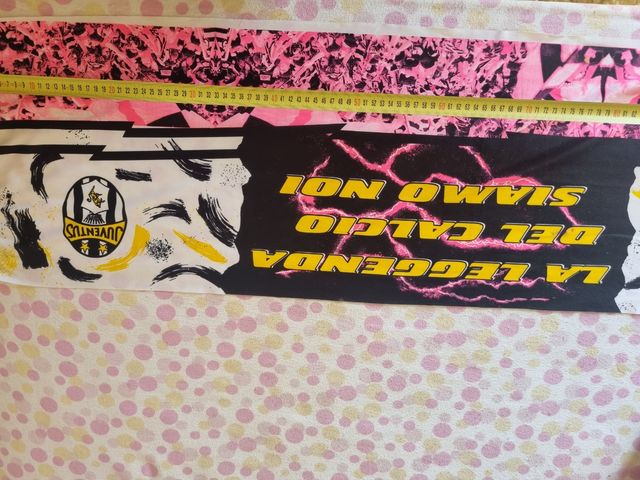 LA LEGGENDA
DEL CALCIO
SIAMO NOI
JUVENTUS